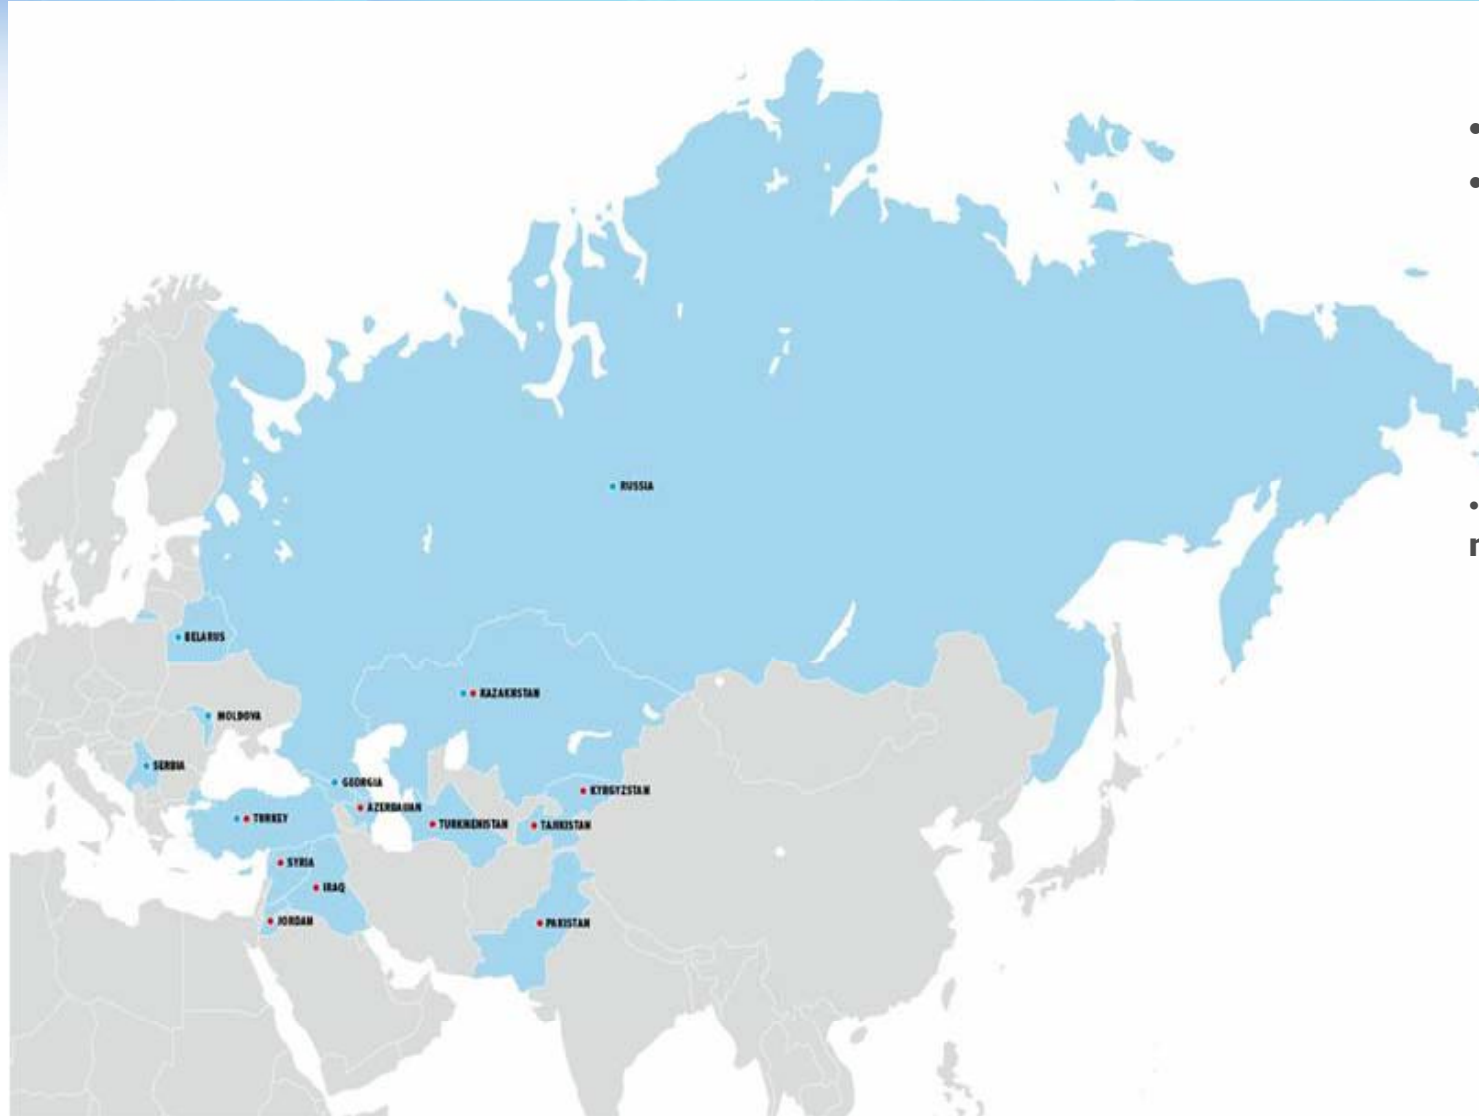 RUSSIA
BELARUS
KAZAKHSTAN
MOLDOVA
SERBIA
GEORGIA
KYRGYZSTAN
AZERBAIJAN
TURKEY
TURKMENISTAN
TAJIKISTAN
SYRIA
IRAQ
JORDAN
PAKISTAN